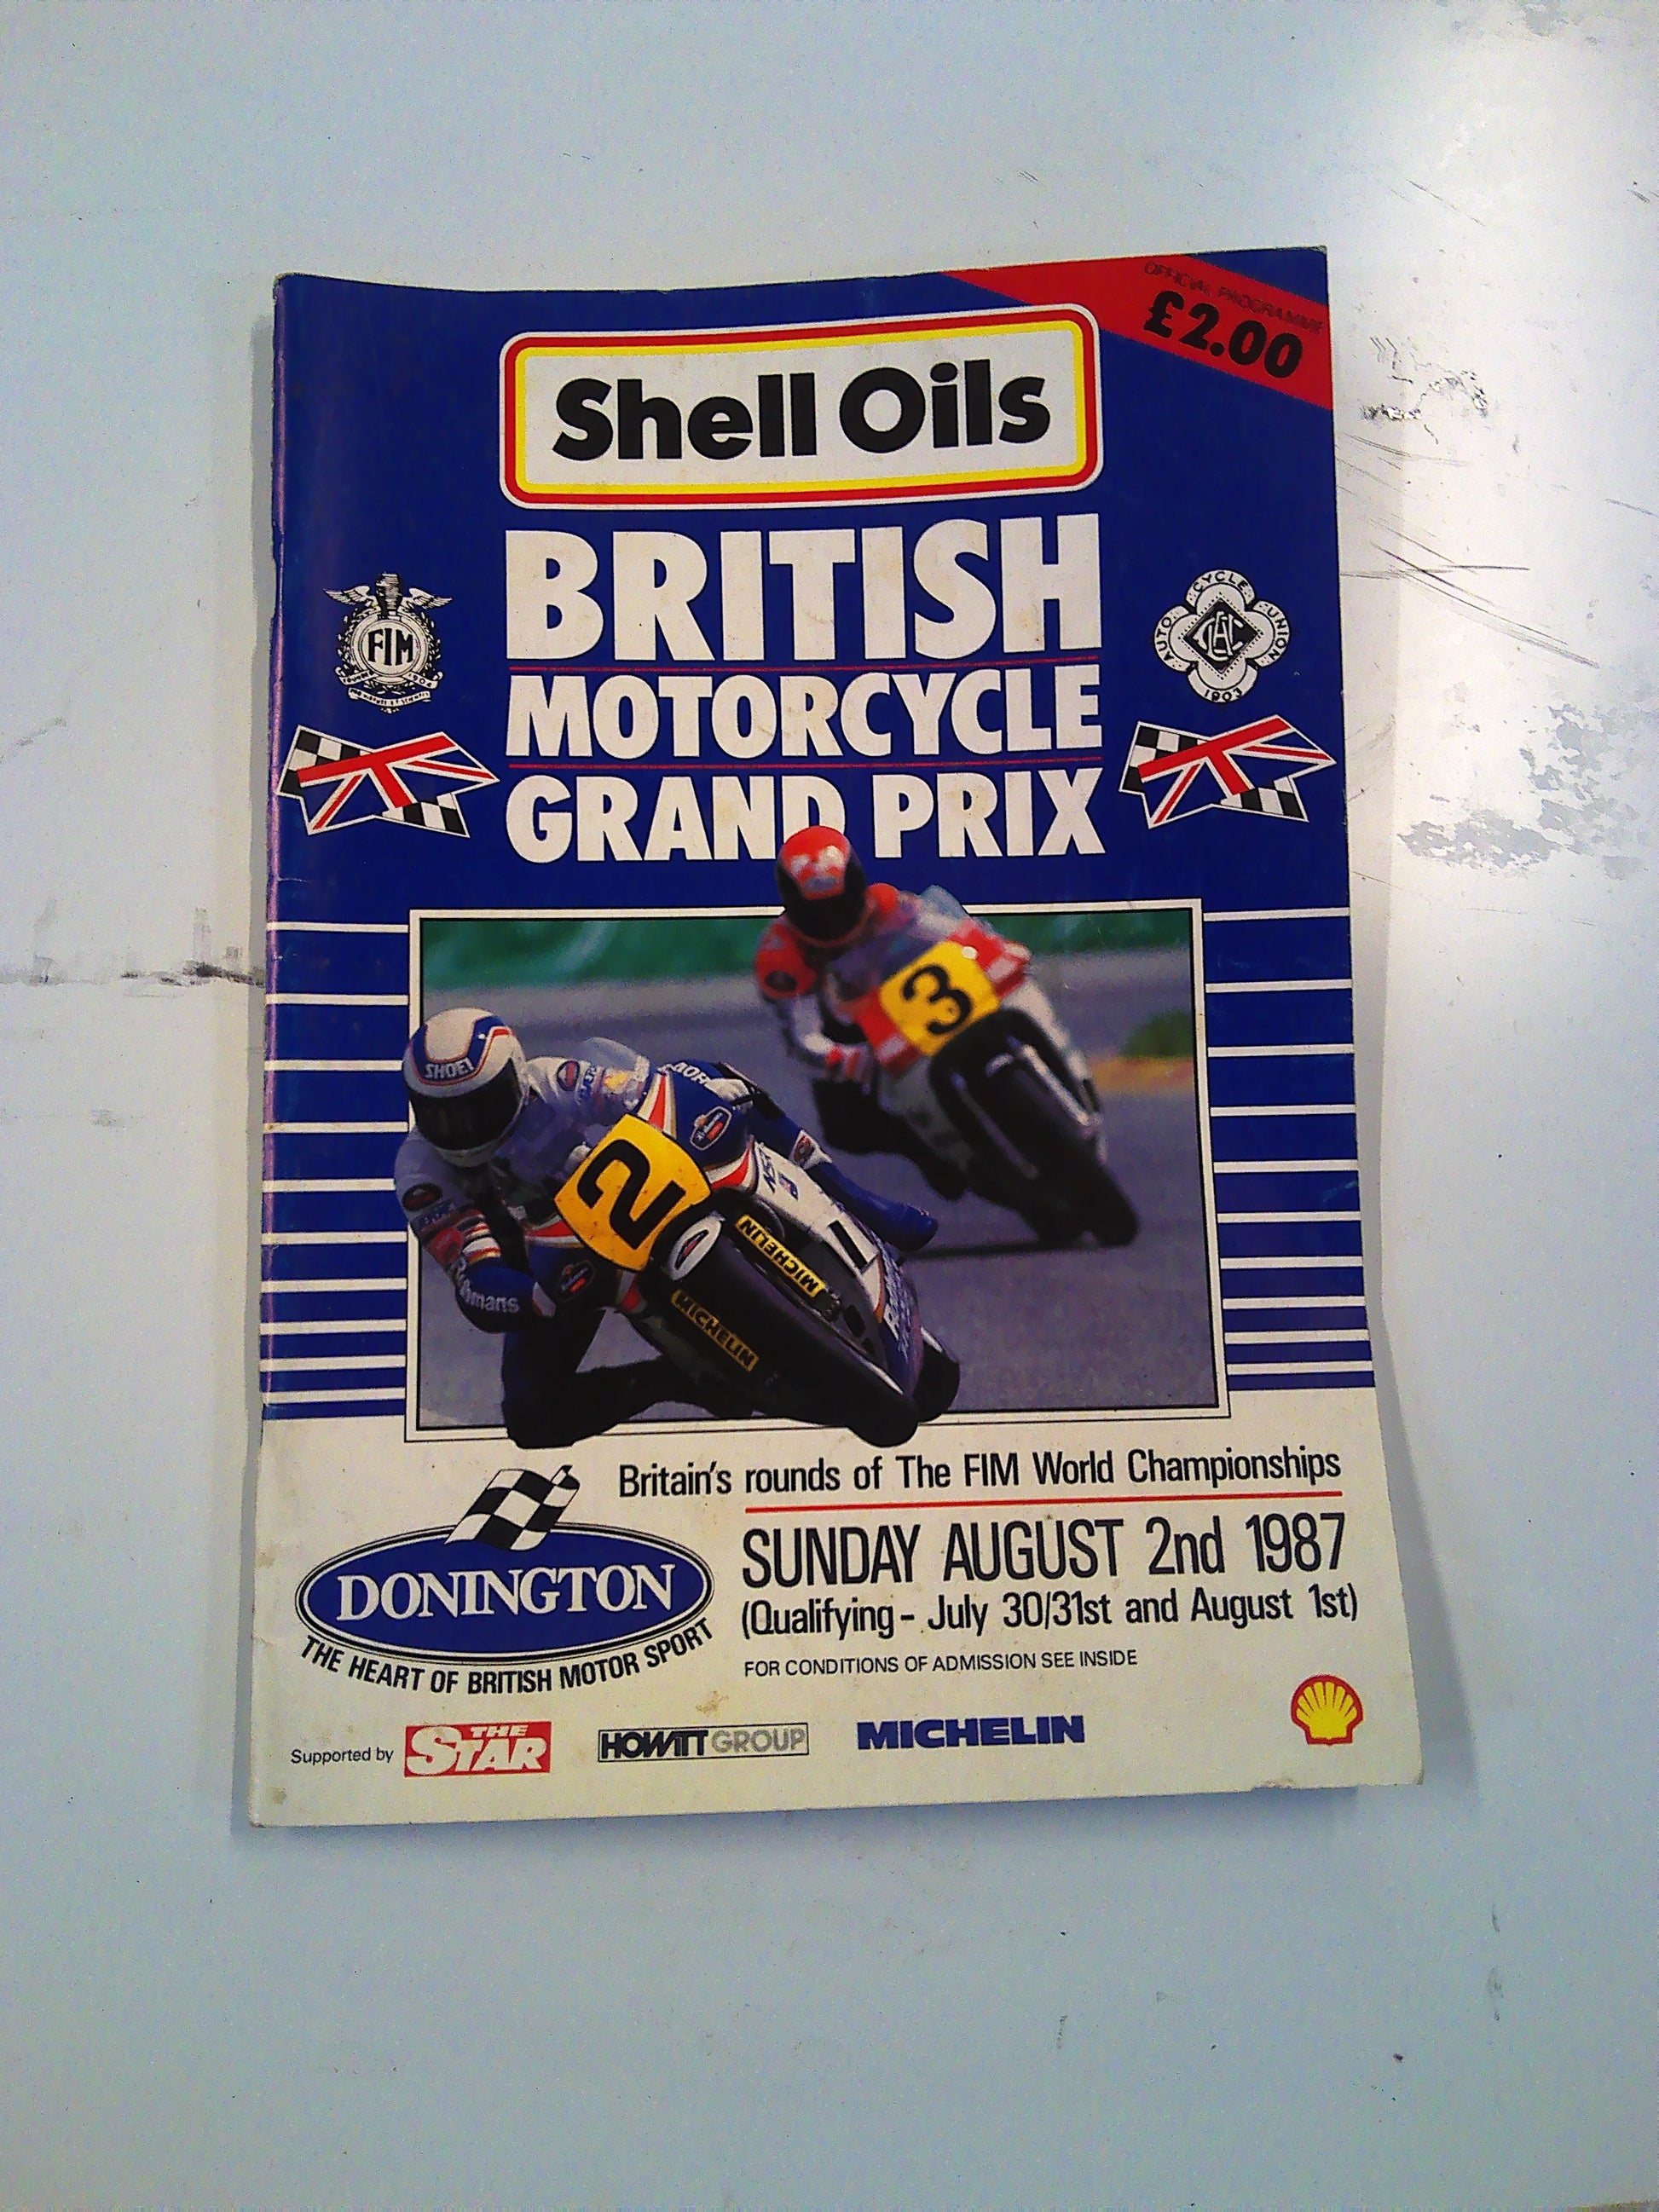 OFFICIAL PROGRAMME
£2.00
Shell Oils
BRITISH
MOTORCYCLE
GRAND PRIX
FIM
AUTO CYCLE UNION
1903
3
SHOEI
2
MICHELIN
MICHELIN
Rothmans
Britain's rounds of The FIM World Championships
SUNDAY AUGUST 2nd 1987
(Qualifying - July 30/31st and August 1st)
FOR CONDITIONS OF ADMISSION SEE INSIDE
DONINGTON
THE HEART OF BRITISH MOTOR SPORT
Supported by
THE STAR
HOWITT GROUP
MICHELIN